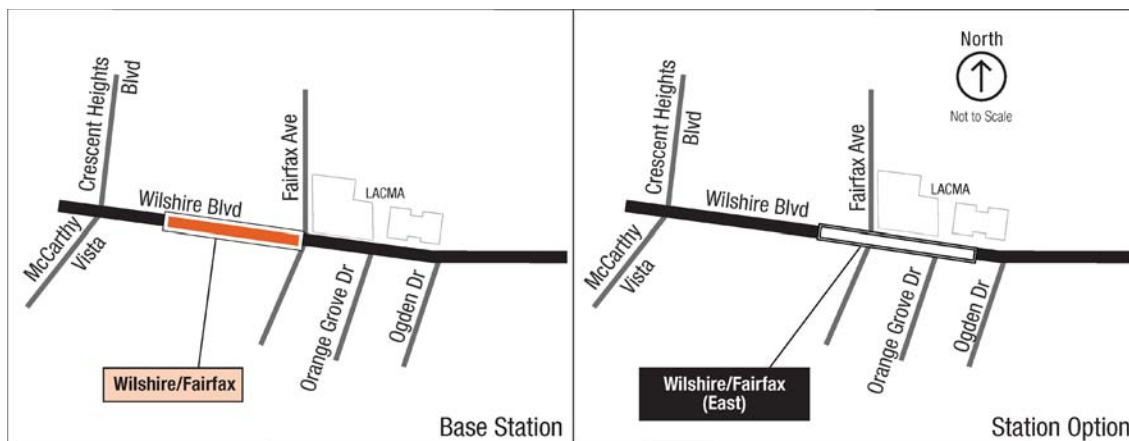 Crescent Heights
Blvd
Fairfax Ave
LACMA
Wilshire Blvd
McCarthy
Vista
Orange Grove Dr
Ogden Dr
Wilshire/Fairfax
Base Station
North
Not to Scale
Crescent Heights
Blvd
Fairfax Ave
LACMA
Wilshire Blvd
McCarthy
Vista
Orange Grove Dr
Ogden Dr
Wilshire/Fairfax
(East)
Station Option